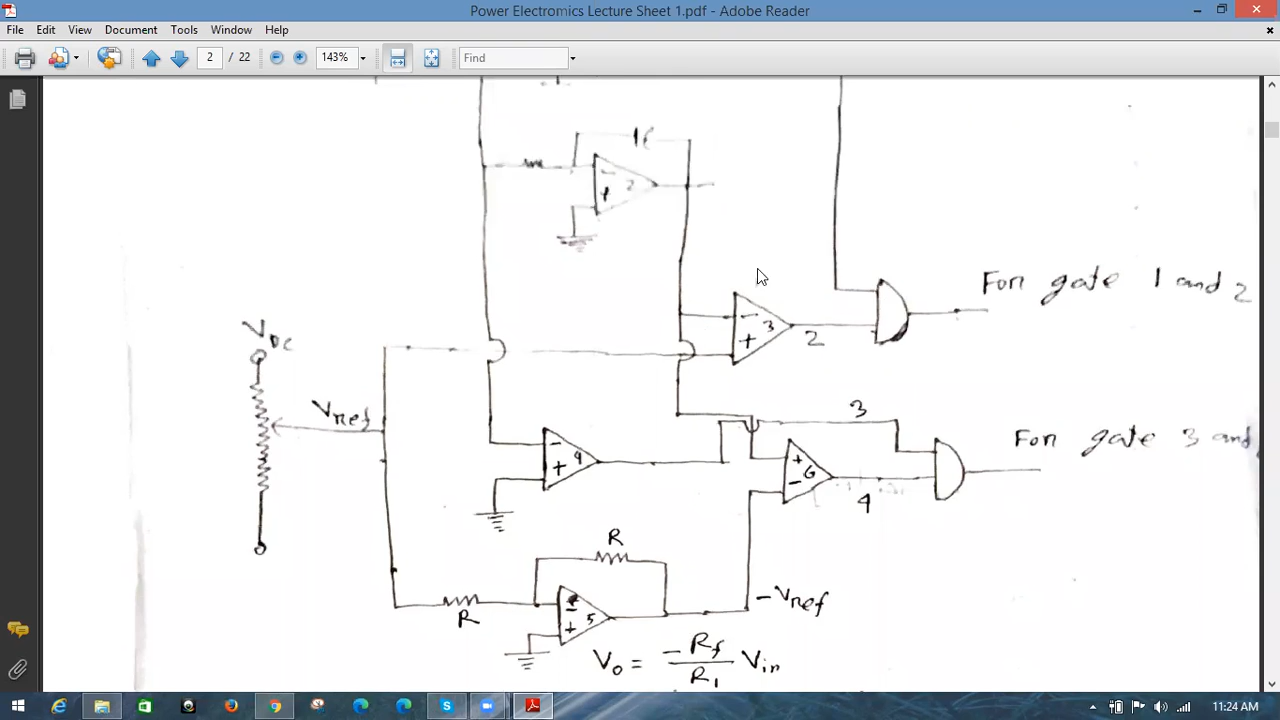 Power Electronics Lecture Sheet 1.pdf - Adobe Reader
File Edit View Document Tools Window Help
2 / 22 143% Find
1C
- + 2
For gate 1 and 2
- + 3
2
VDC
Vref
3
For gate 3 and
- + 4
+ - 6
4
R
R
- + 5
-Vref
Vo = -Rf/R1 Vin
11:24 AM